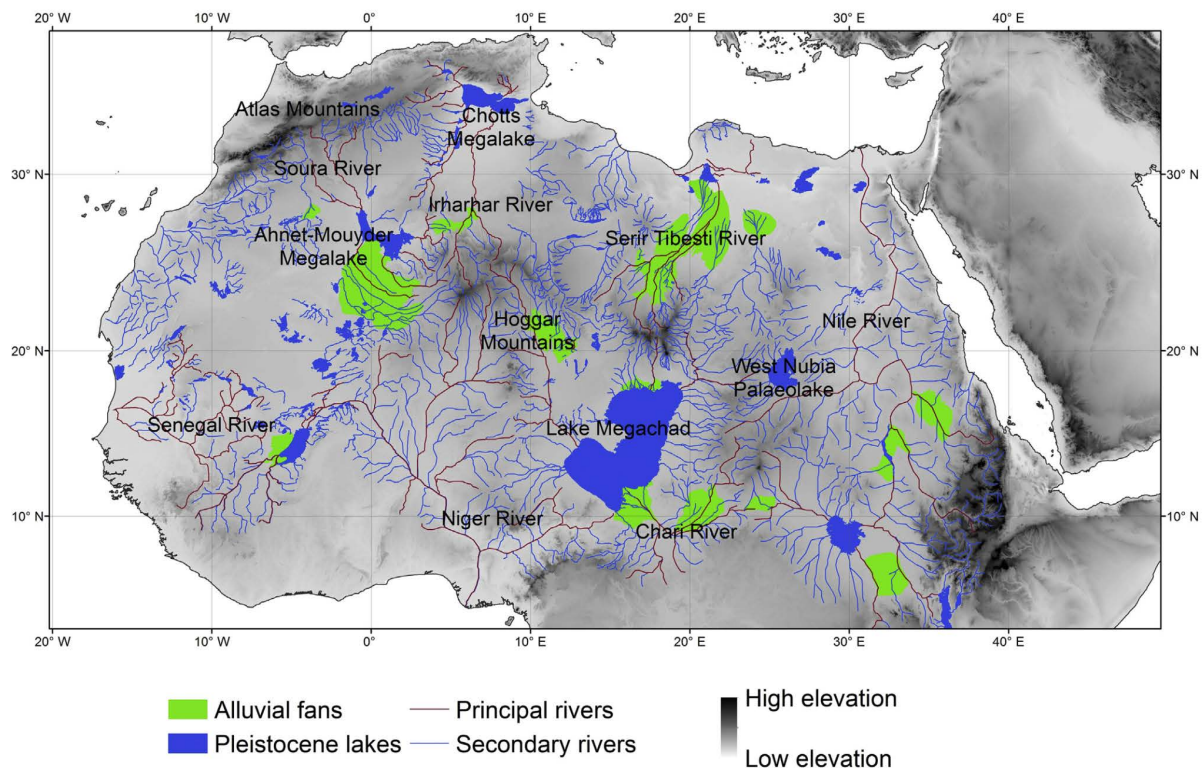 20° W
10° W
0°
10° E
20° E
30° E
40° E
Atlas Mountains
Chotts
Megalake
Soura River
30° N
30° N
Irharhar River
Ahnet-Mouyder
Megalake
Serir Tibesti River
Hoggar
Mountains
Nile River
20° N
20° N
West Nubia
Palaeolake
Senegal River
Lake Megachad
10° N
Niger River
Chari River
10° N
20° W
10° W
0°
10° E
20° E
30° E
40° E
Alluvial fans
Principal rivers
High elevation
Pleistocene lakes
Secondary rivers
Low elevation